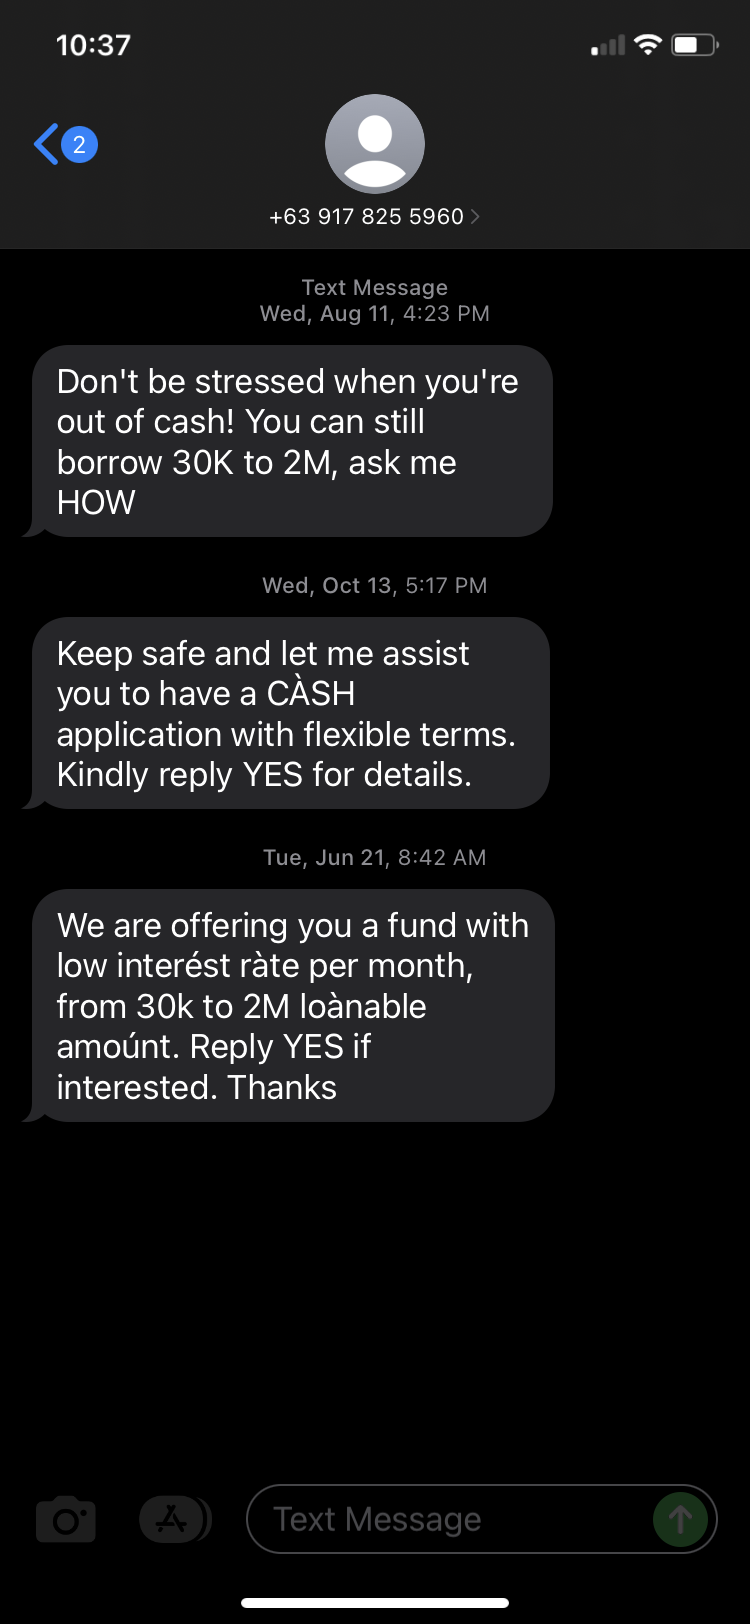 10:37
2
+63 917 825 5960
Text Message
Wed, Aug 11, 4:23 PM
Don't be stressed when you're
out of cash! You can still
borrow 30K to 2M, ask me
HOW
Wed, Oct 13, 5:17 PM
Keep safe and let me assist
you to have a CÀSH
application with flexible terms.
Kindly reply YES for details.
Tue, Jun 21, 8:42 AM
We are offering you a fund with
low interést ràte per month,
from 30k to 2M loànable
amoúnt. Reply YES if
interested. Thanks
Text Message